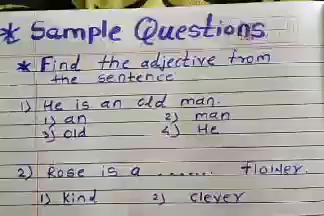 * Sample Questions
* Find the adjective from
the sentence
1) He is an old man.
1) an 2) man
3) old 4) He
2) Rose is a ....... flower.
1) Kind 2) clever